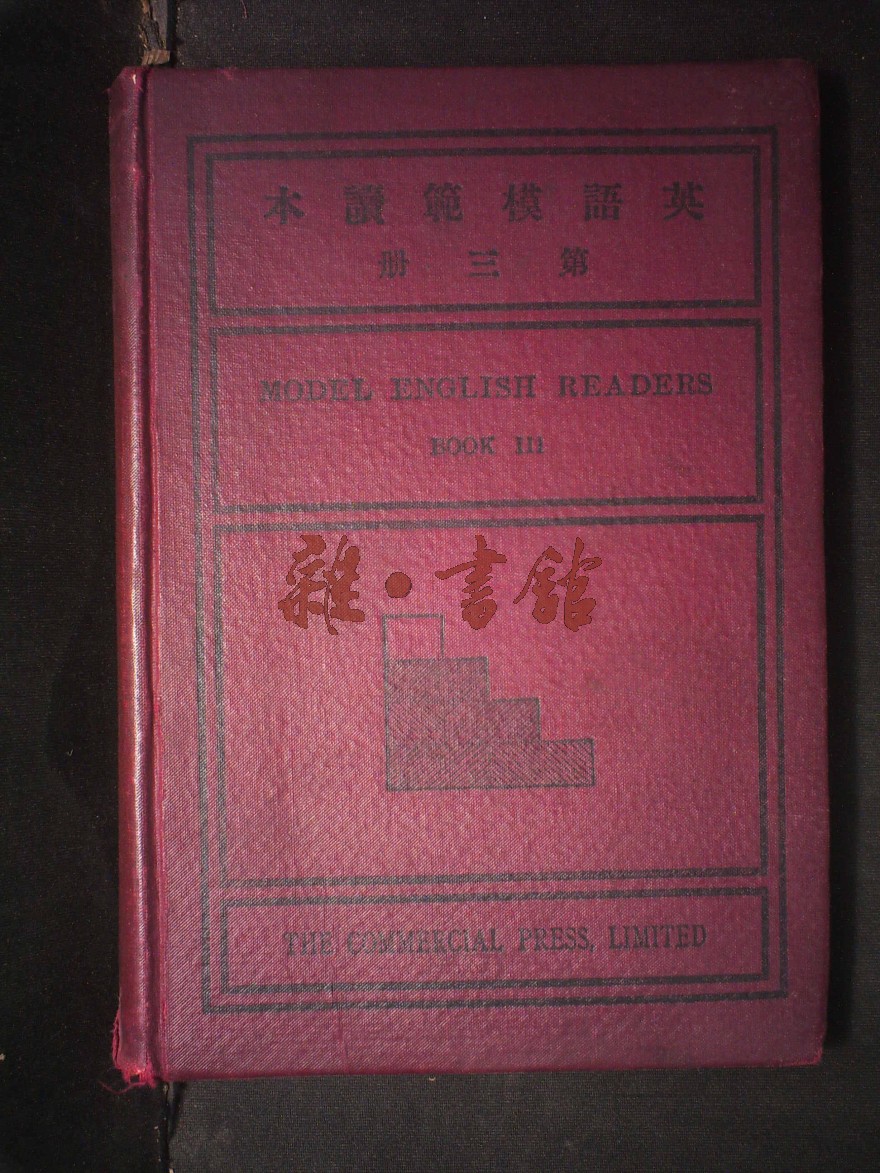 英語模範讀本
第三册
MODEL ENGLISH READERS
BOOK III
雜·書館
THE COMMERCIAL PRESS, LIMITED